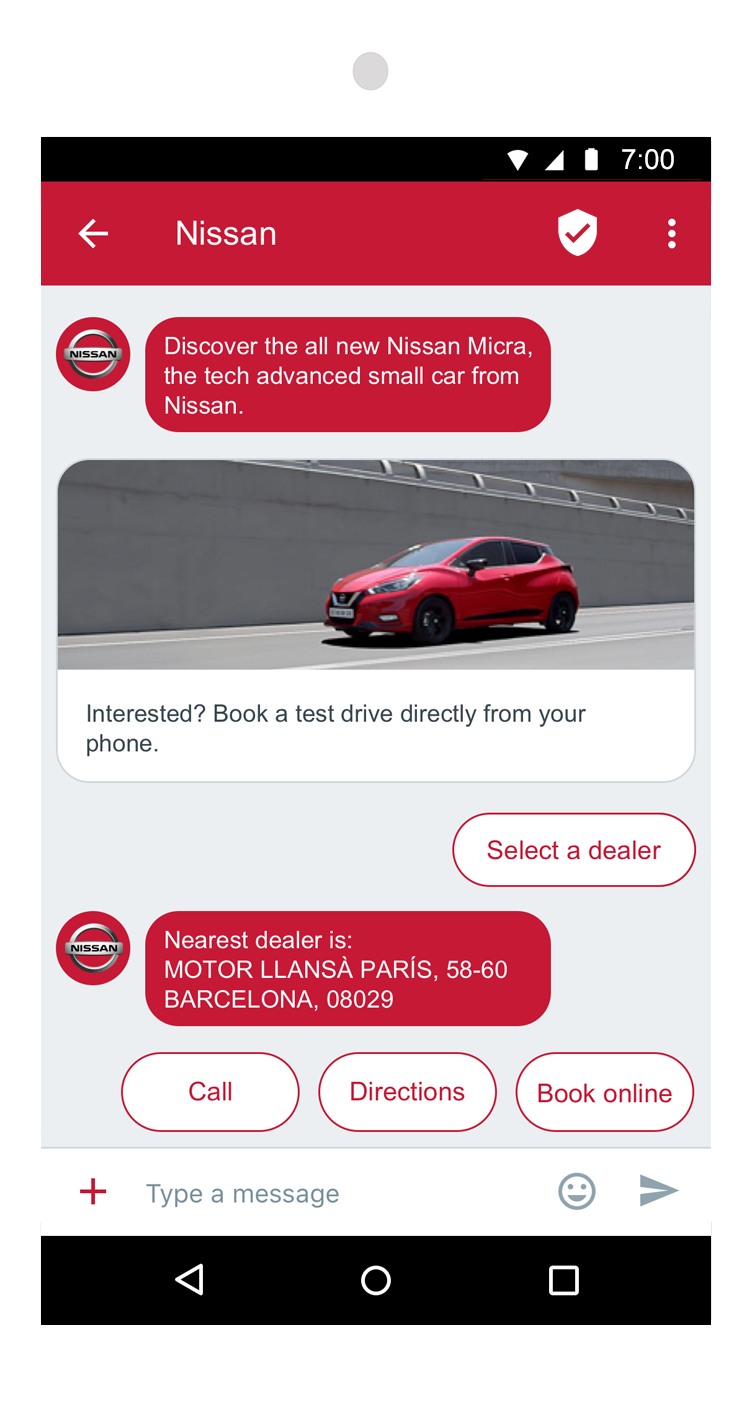 7:00
Nissan
NISSAN
Discover the all new Nissan Micra,
the tech advanced small car from
Nissan.
Interested? Book a test drive directly from your
phone.
Select a dealer
NISSAN
Nearest dealer is:
MOTOR LLANSÀ PARÍS, 58-60
BARCELONA, 08029
Call
Directions
Book online
Type a message